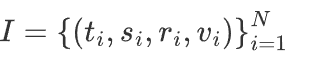 I = {(t_i, s_i, r_i, v_i)}_{i=1}^N